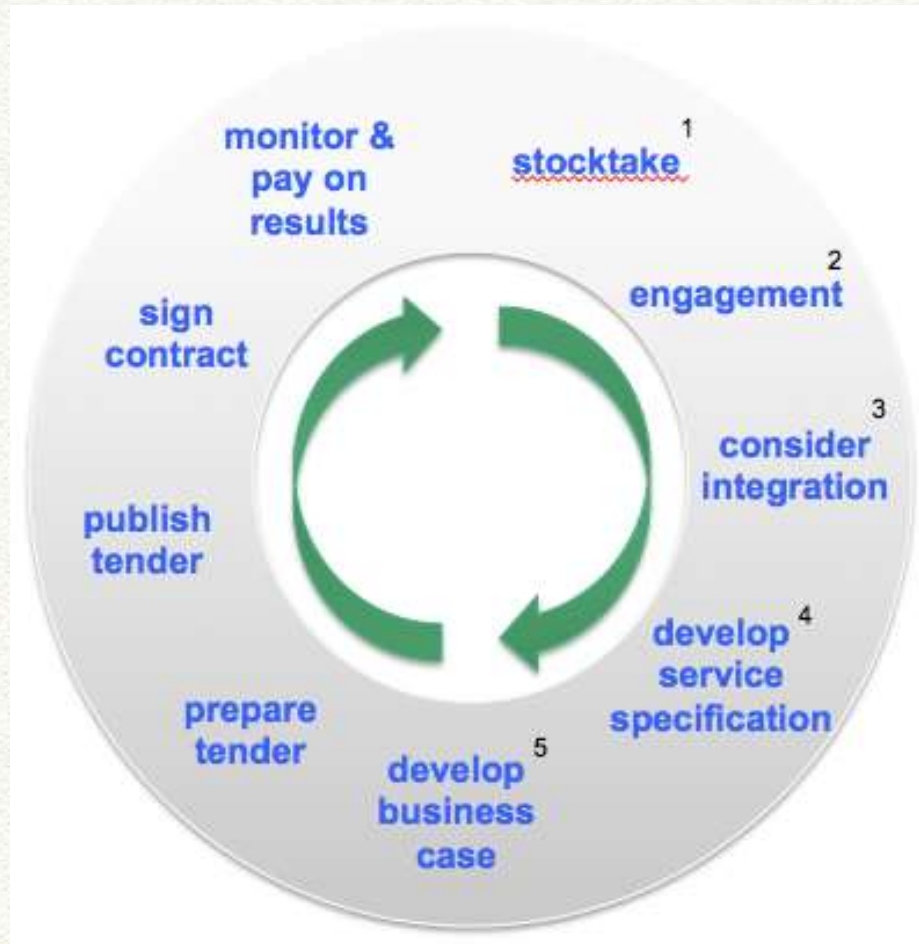 1
stocktake
2
engagement
3
consider
integration
4
develop
service
specification
5
develop
business
case
prepare
tender
publish
tender
sign
contract
monitor &
pay on
results